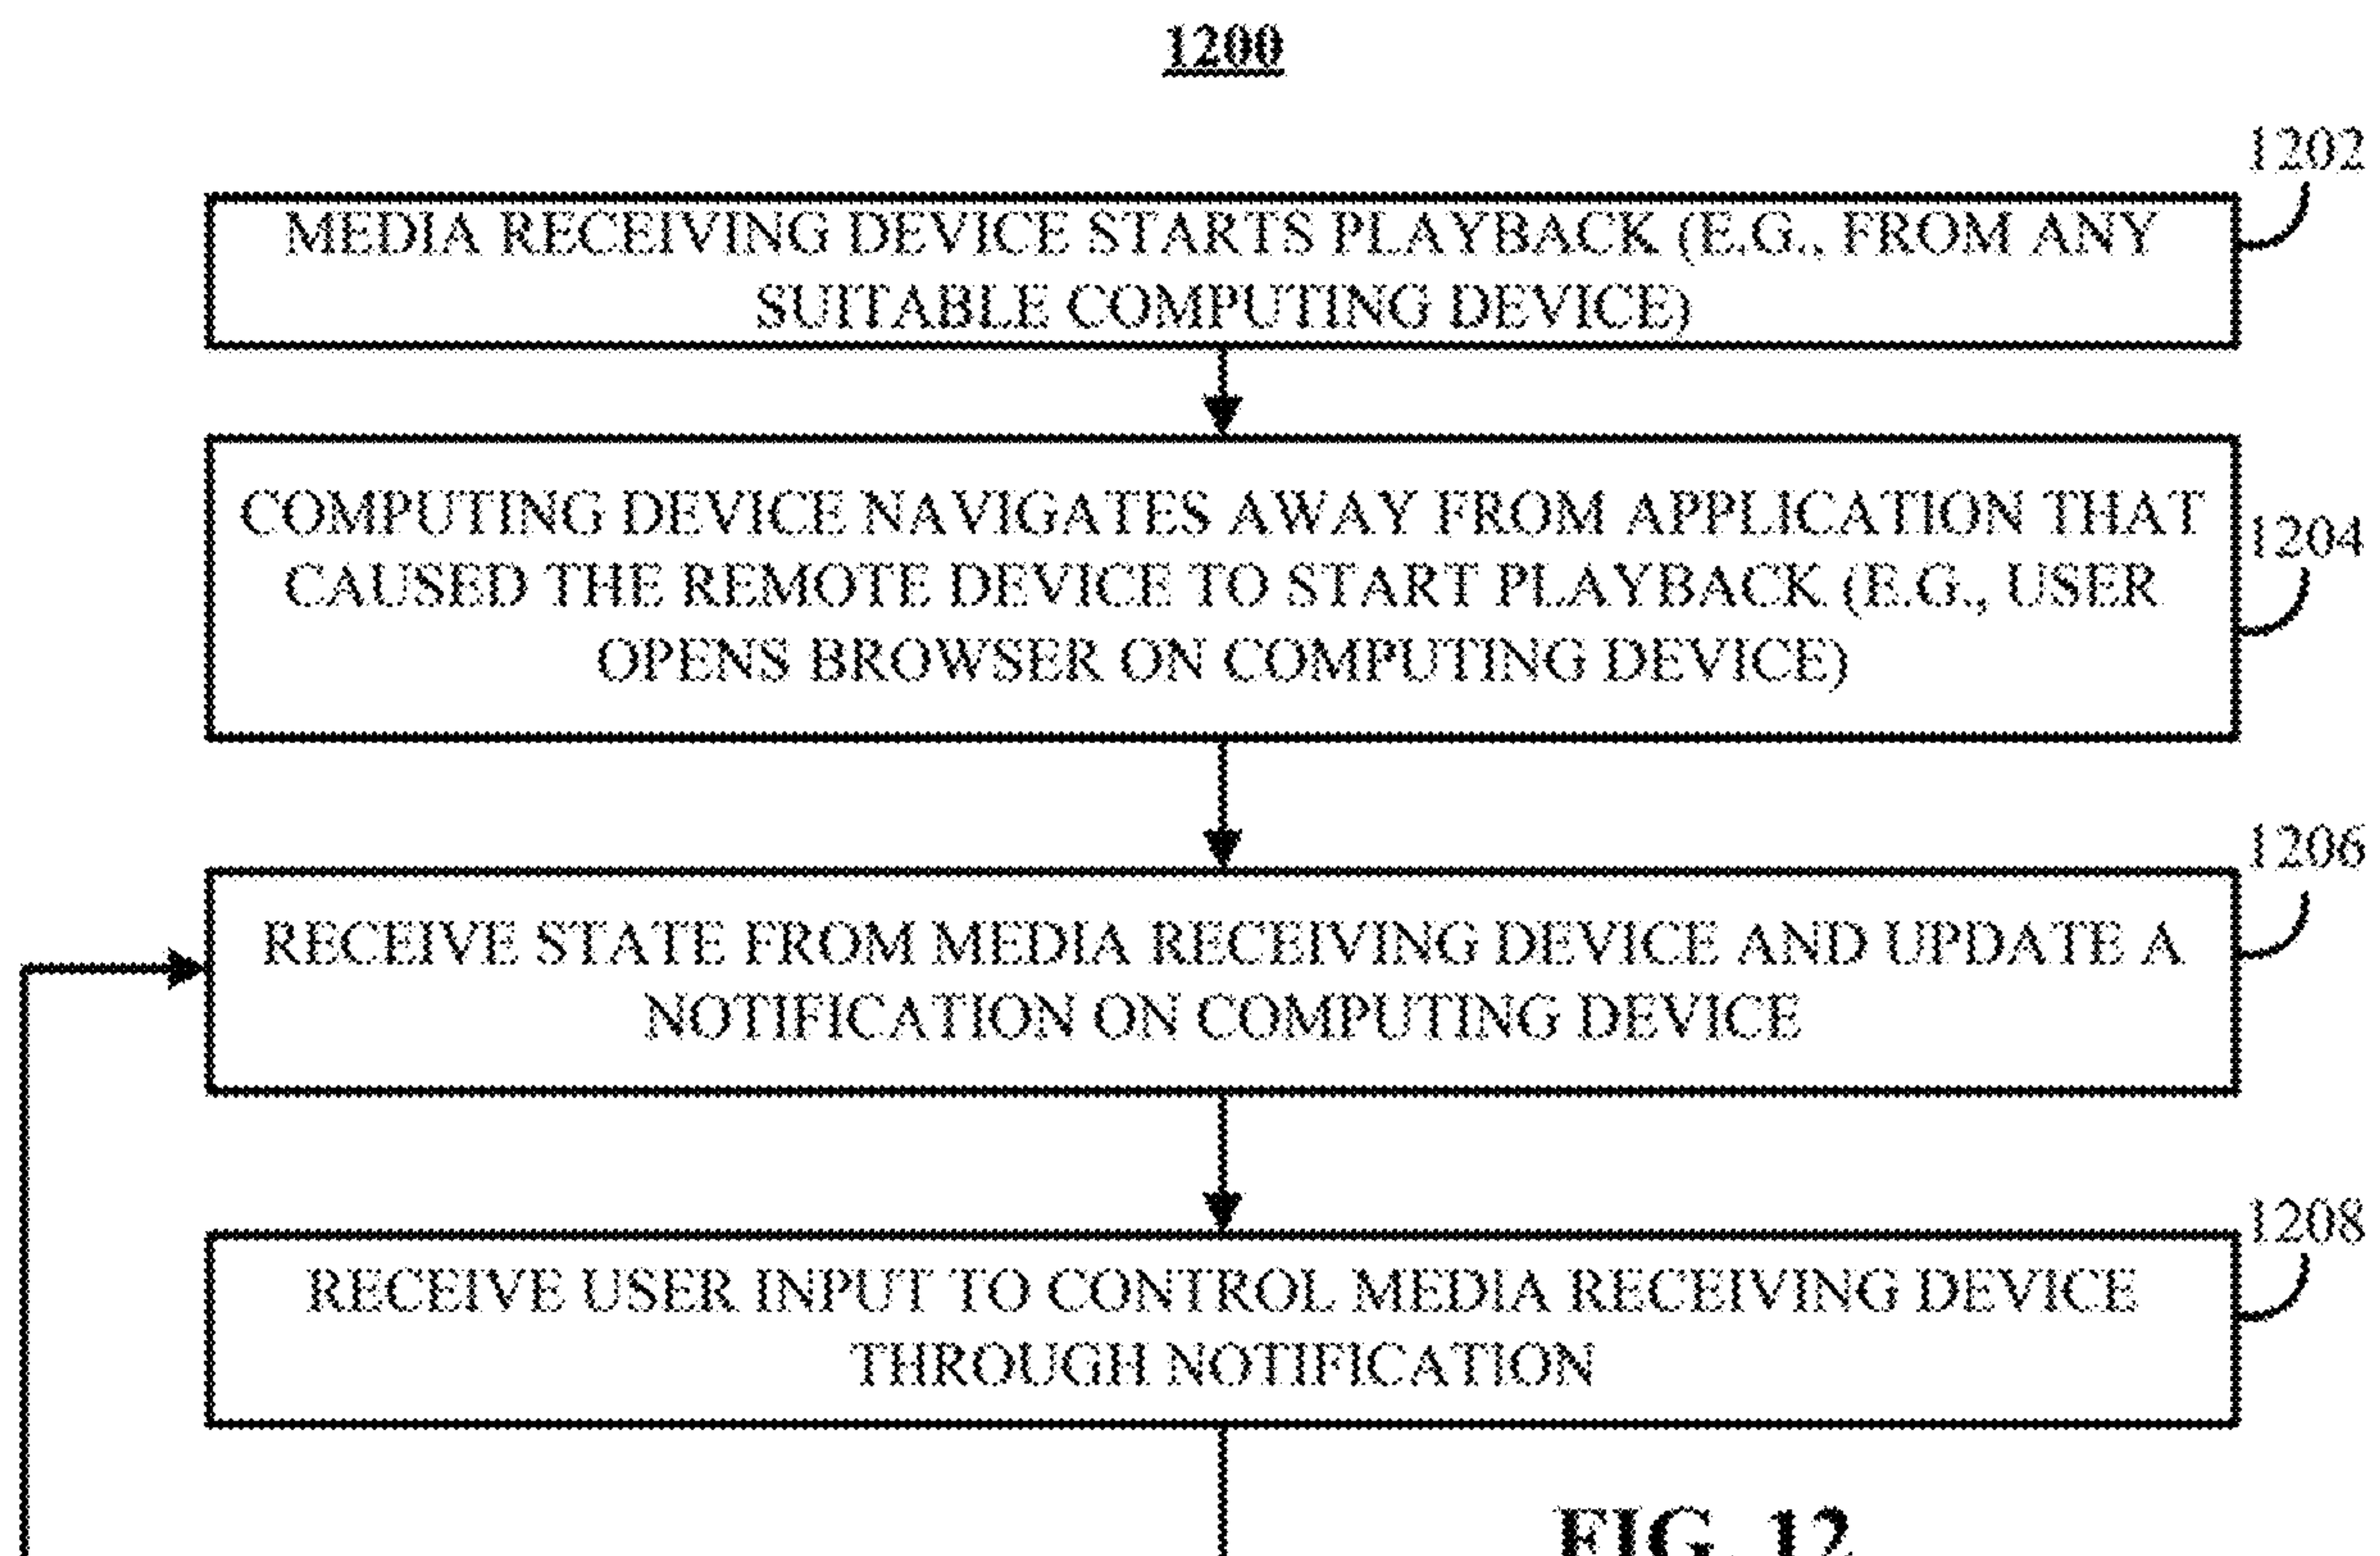 1200
1202
MEDIA RECEIVING DEVICE STARTS PLAYBACK (E.G., FROM ANY
SUITABLE COMPUTING DEVICE)
COMPUTING DEVICE NAVIGATES AWAY FROM APPLICATION THAT
1204
CAUSED THE REMOTE DEVICE TO START PLAYBACK (E.G., USER
OPENS BROWSER ON COMPUTING DEVICE)
1206
RECEIVE STATE FROM MEDIA RECEIVING DEVICE AND UPDATE A
NOTIFICATION ON COMPUTING DEVICE
1208
RECEIVE USER INPUT TO CONTROL MEDIA RECEIVING DEVICE
THROUGH NOTIFICATION
FIG. 12